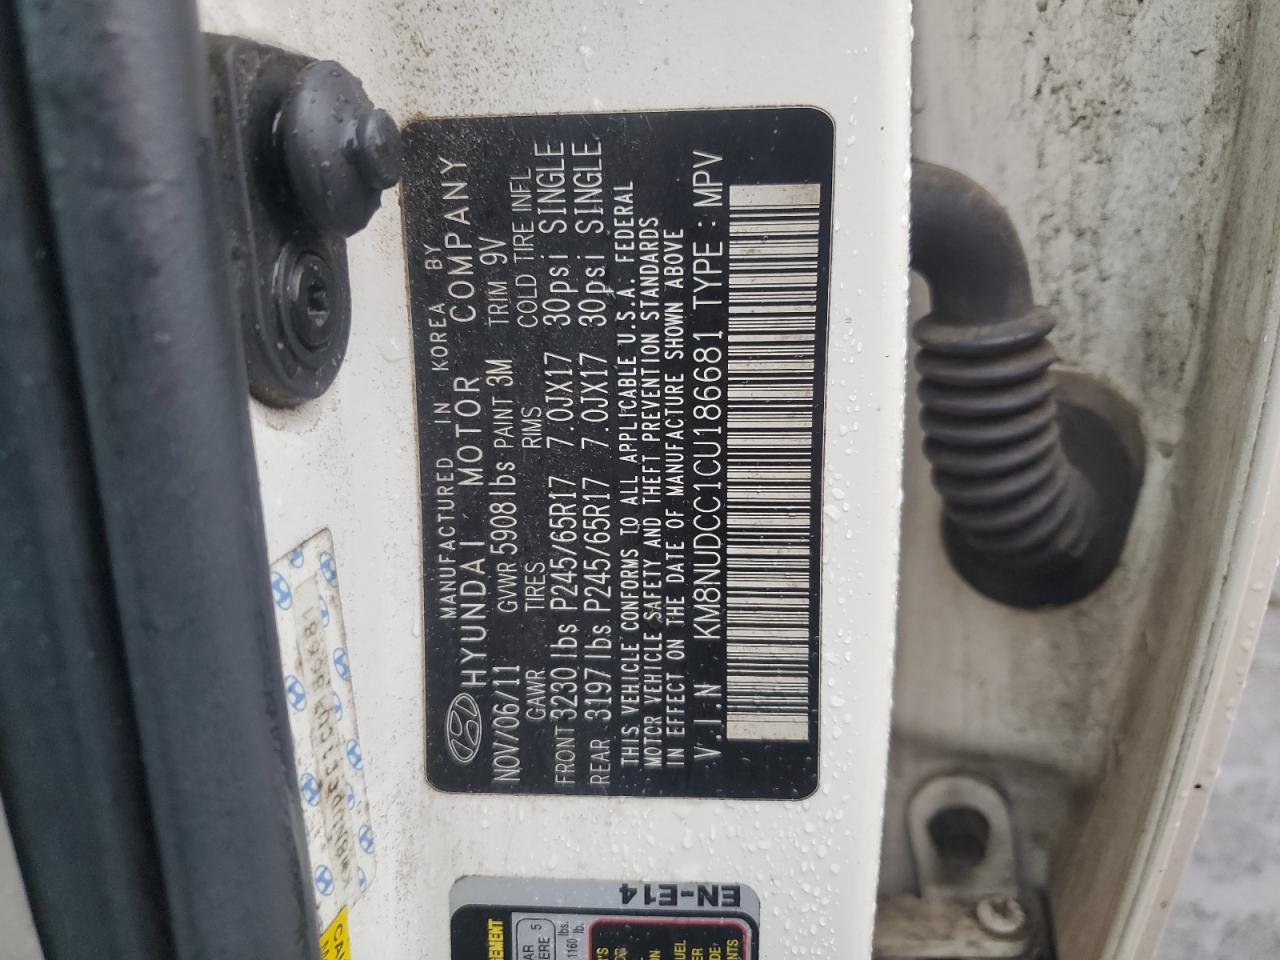 MANUFACTURED IN KOREA BY
HYUNDAI MOTOR COMPANY
NOV/06/11 GVWR 5908lbs PAINT 3M TRIM 9V
GAWR TIRES RIMS COLD TIRE INFL
FRONT 3230 lbs P245/65R17 7.0JX17 30psi SINGLE
REAR 3197 lbs P245/65R17 7.0JX17 30psi SINGLE
THIS VEHICLE CONFORMS TO ALL APPLICABLE U.S.A. FEDERAL
MOTOR VEHICLE SAFETY AND THEFT PREVENTION STANDARDS
IN EFFECT ON THE DATE OF MANUFACTURE SHOWN ABOVE
V.I.N KM8NUDCC1CU186681 TYPE : MPV
EN-E14